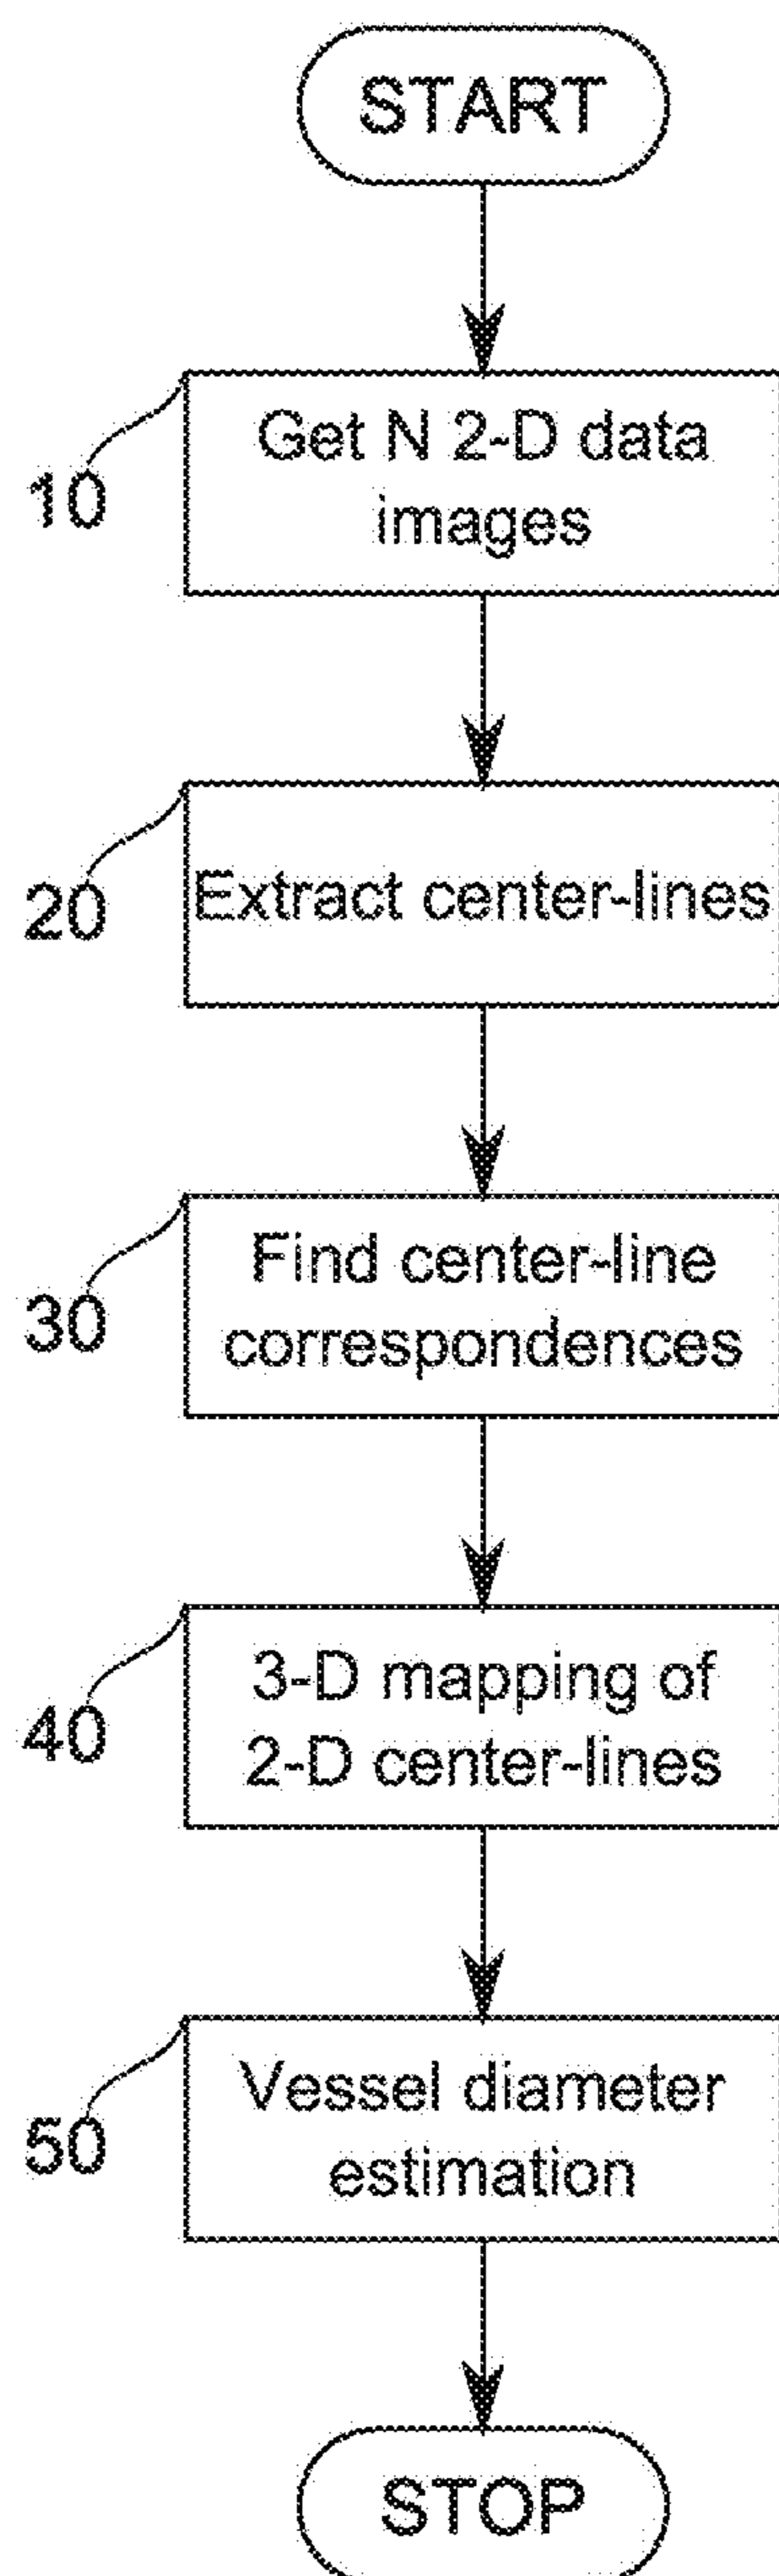 START
10
Get N 2-D data
images
20
Extract center-lines
30
Find center-line
correspondences
40
3-D mapping of
2-D center-lines
50
Vessel diameter
estimation
STOP